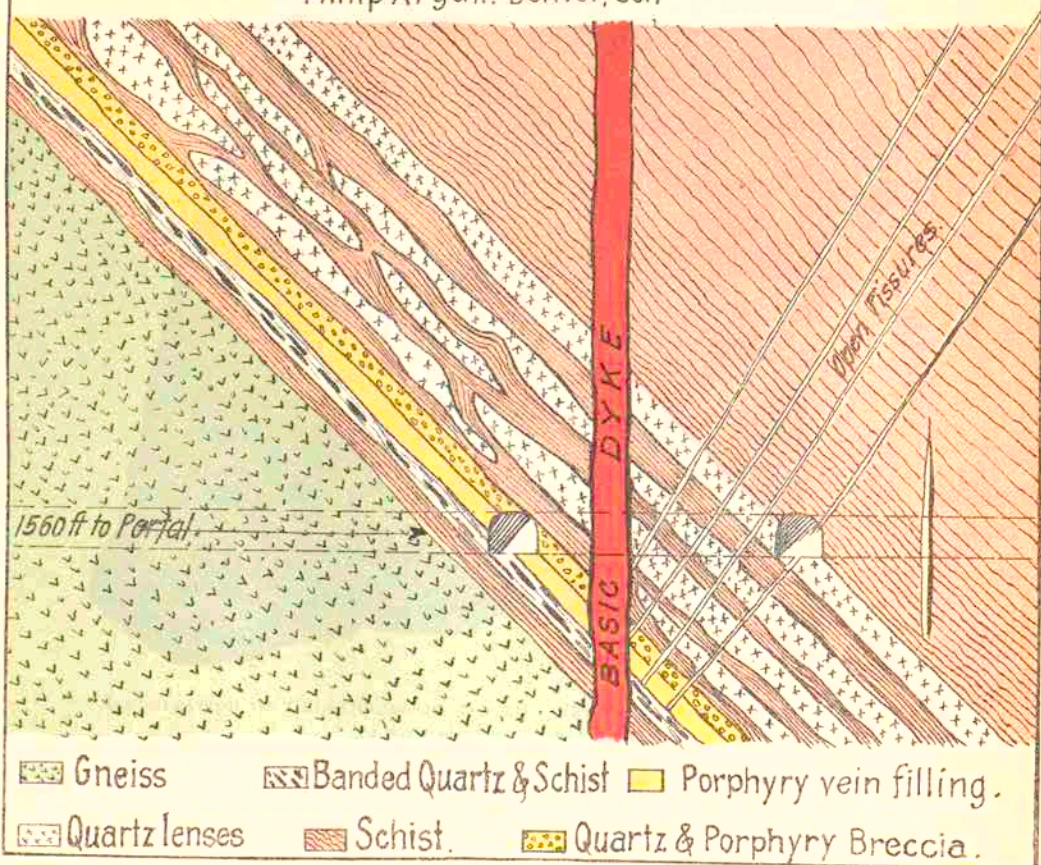 Open Fissures.
BASIC DYKE
1560 ft to Portal.
Gneiss
Banded Quartz & Schist
Porphyry vein filling.
Quartz lenses
Schist.
Quartz & Porphyry Breccia.